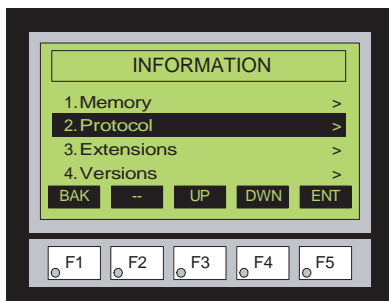 INFORMATION
1. Memory >
2. Protocol >
3. Extensions >
4. Versions >
BAK -- UP DWN ENT
F1 F2 F3 F4 F5